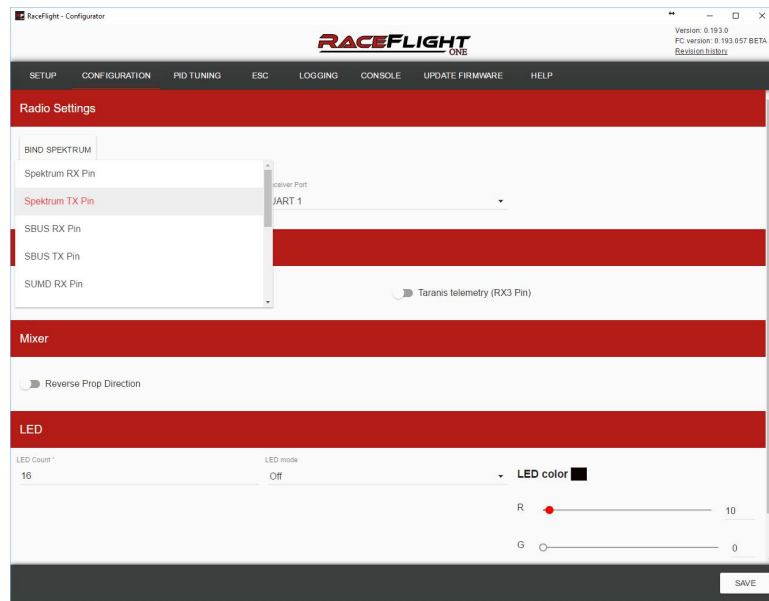 RaceFlight - Configurator
RACEFLIGHT
ONE
Version: 0.193.0
FC version: 0.193.057 BETA
Revision history
SETUP CONFIGURATION PID TUNING ESC LOGGING CONSOLE UPDATE FIRMWARE HELP
Radio Settings
BIND SPEKTRUM
Spektrum RX Pin
Spektrum TX Pin
SBUS RX Pin
SBUS TX Pin
SUMD RX Pin
ceiver Port
UART 1
Taranis telemetry (RX3 Pin)
Mixer
Reverse Prop Direction
LED
LED Count *
16
LED mode
Off
LED color
R 10
G 0
SAVE